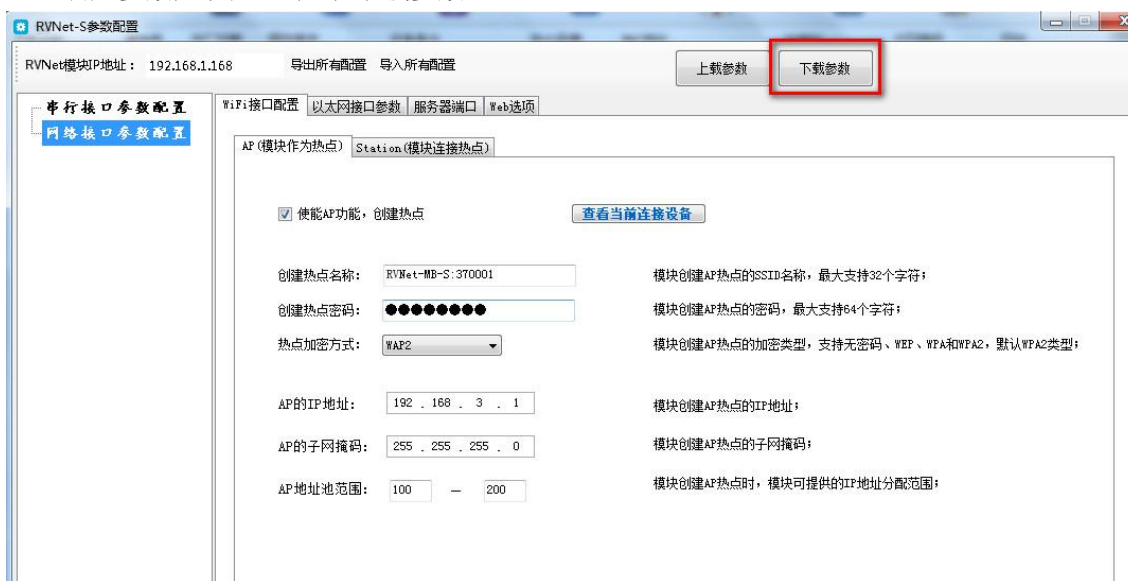 RVNet-S参数配置
RVNet模块IP地址： 192.168.1.168 导出所有配置 导入所有配置 上载参数 下载参数
串行接口参数配置
网络接口参数配置
WiFi接口配置 以太网接口参数 服务器端口 Web选项
AP(模块作为热点) Station(模块连接热点)
使能AP功能，创建热点 查看当前连接设备
创建热点名称： RVNet-MB-S:370001 模块创建AP热点的SSID名称，最大支持32个字符；
创建热点密码： ●●●●●●●● 模块创建AP热点的密码，最大支持64个字符；
热点加密方式： WAP2 模块创建AP热点的加密类型，支持无密码、WEP、WPA和WPA2，默认WPA2类型；
AP的IP地址： 192 . 168 . 3 . 1 模块创建AP热点的IP地址；
AP的子网掩码： 255 . 255 . 255 . 0 模块创建AP热点的子网掩码；
AP地址池范围： 100 — 200 模块创建AP热点时，模块可提供的IP地址分配范围；